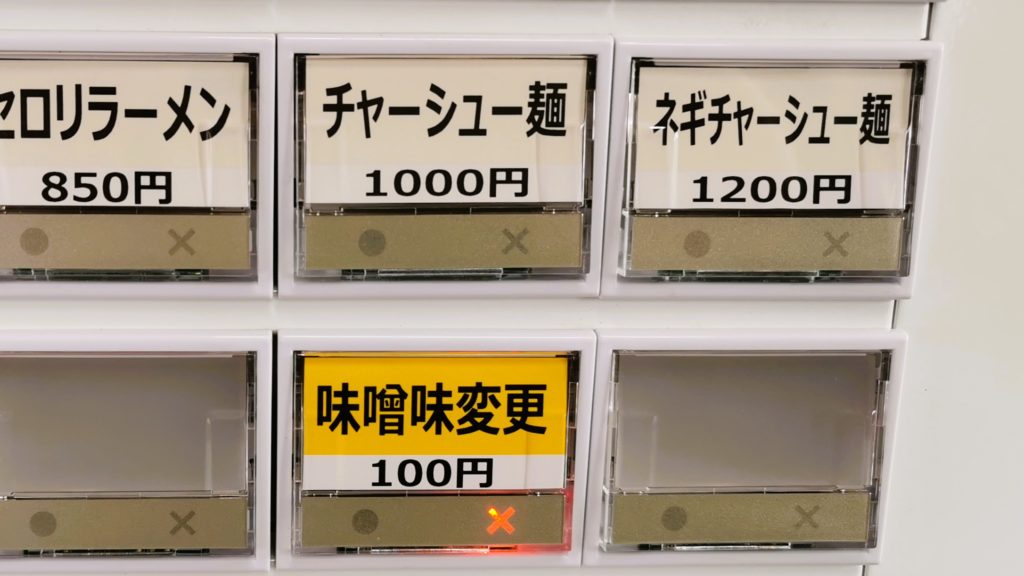 セロリラーメン
850円
チャーシュー麺
1000円
ネギチャーシュー麺
1200円
味噌味変更
100円